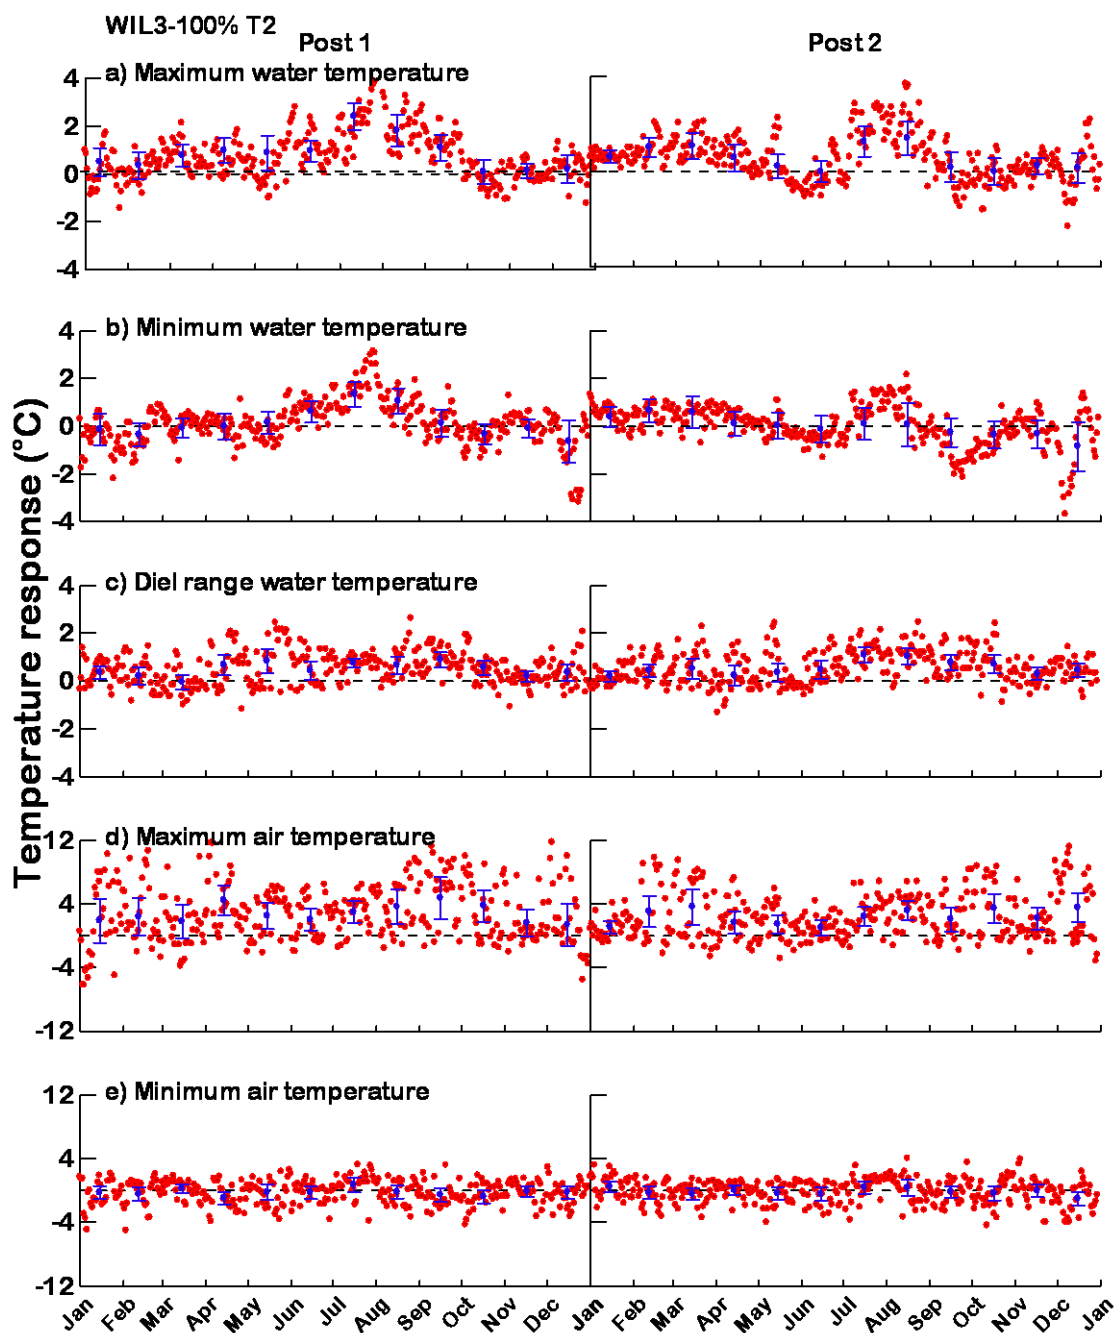 WIL3-100% T2
Post 1 Post 2
a) Maximum water temperature
4
2
0
-2
-4
b) Minimum water temperature
4
2
0
-2
-4
c) Diel range water temperature
4
2
0
-2
-4
d) Maximum air temperature
12
4
-4
-12
e) Minimum air temperature
12
4
-4
-12
Temperature response (°C)
Jan Feb Mar Apr May Jun Jul Aug Sep Oct Nov Dec Jan Feb Mar Apr May Jun Jul Aug Sep Oct Nov Dec Jan